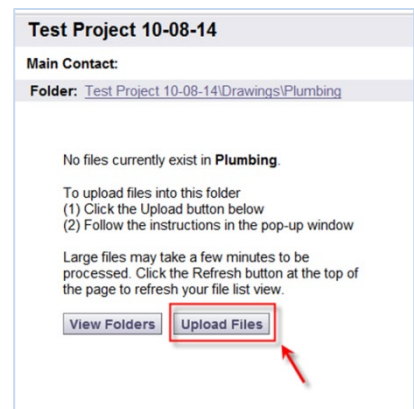 Test Project 10-08-14
Main Contact:
Folder: Test Project 10-08-14\Drawings\Plumbing
No files currently exist in Plumbing.
To upload files into this folder
(1) Click the Upload button below
(2) Follow the instructions in the pop-up window
Large files may take a few minutes to be
processed. Click the Refresh button at the top of
the page to refresh your file list view.
View Folders Upload Files